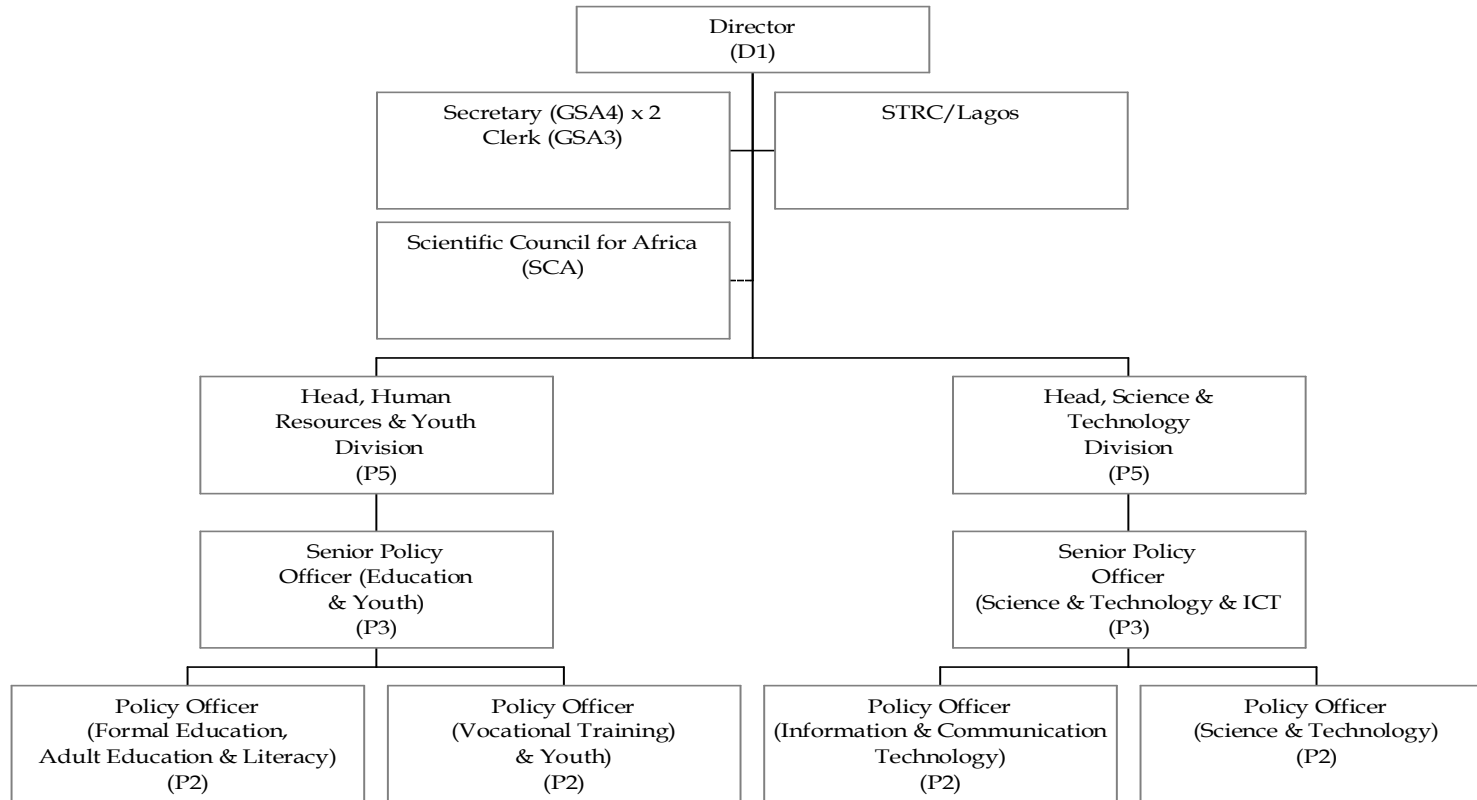 Director
(D1)
Secretary (GSA4) x 2
Clerk (GSA3)
STRC/Lagos
Scientific Council for Africa
(SCA)
Head, Human
Resources & Youth
Division
(P5)
Head, Science &
Technology
Division
(P5)
Senior Policy
Officer (Education
& Youth)
(P3)
Senior Policy
Officer
(Science & Technology & ICT
(P3)
Policy Officer
(Formal Education,
Adult Education & Literacy)
(P2)
Policy Officer
(Vocational Training)
& Youth)
(P2)
Policy Officer
(Information & Communication
Technology)
(P2)
Policy Officer
(Science & Technology)
(P2)